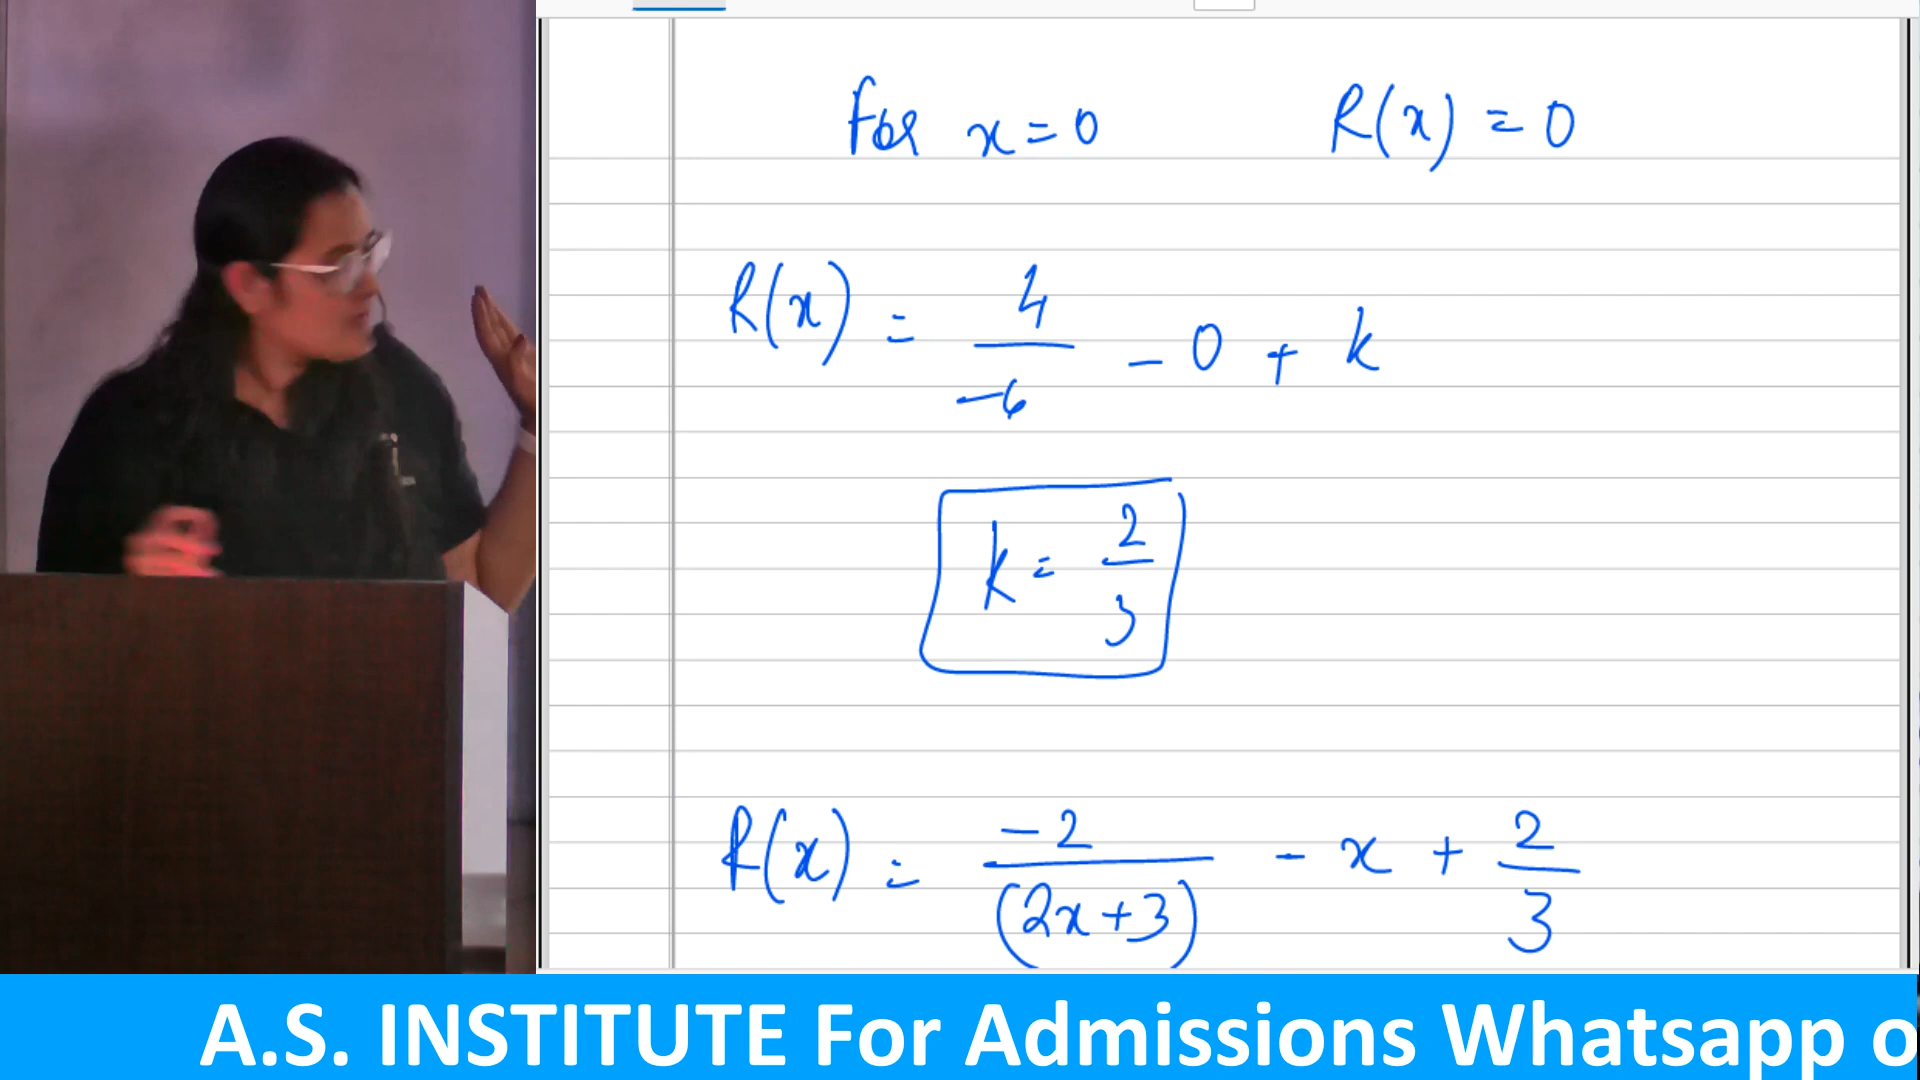 For x = 0 R(x) = 0
R(x) = 4/-6 - 0 + k
k = 2/3
R(x) = -2/(2x+3) - x + 2/3
A.S. INSTITUTE For Admissions Whatsapp o